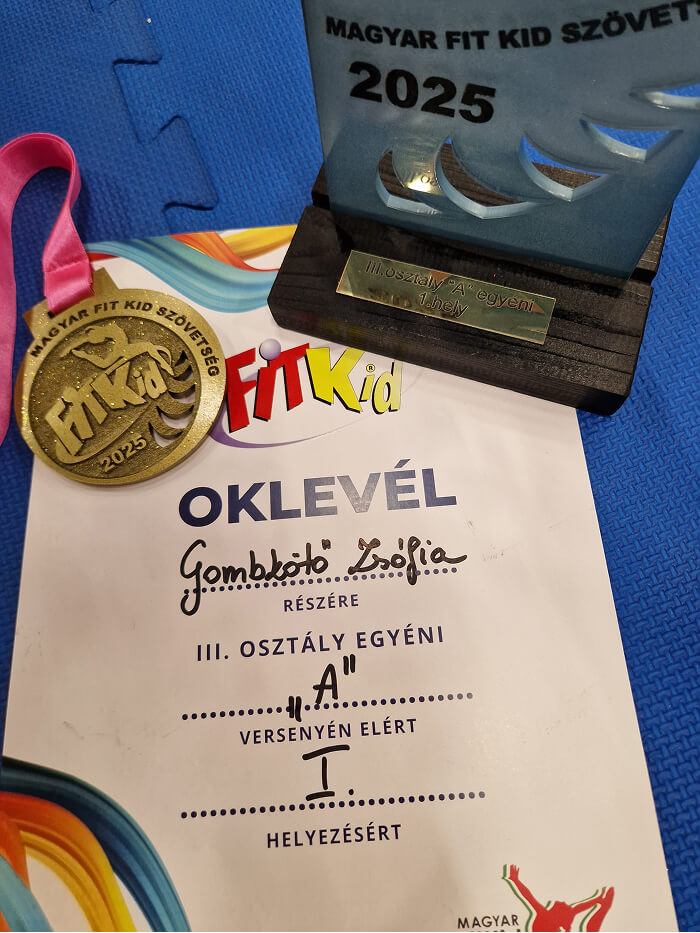 MAGYAR FIT KID SZÖVETS
2025
III.osztály "A" egyéni
1.hely
MAGYAR FIT KID SZÖVETSÉG
FiTKid
2025
FiTKid®
OKLEVÉL
Gombkötő Zsófia
RÉSZÉRE
III. OSZTÁLY EGYÉNI
„A"
VERSENYÉN ELÉRT
I.
HELYEZÉSÉRT
MAGYAR